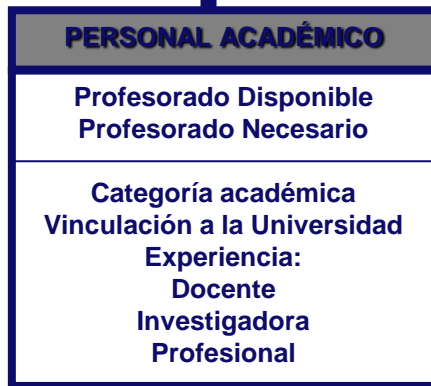 PERSONAL ACADÉMICO
Profesorado Disponible
Profesorado Necesario
Categoría académica
Vinculación a la Universidad
Experiencia:
Docente
Investigadora
Profesional